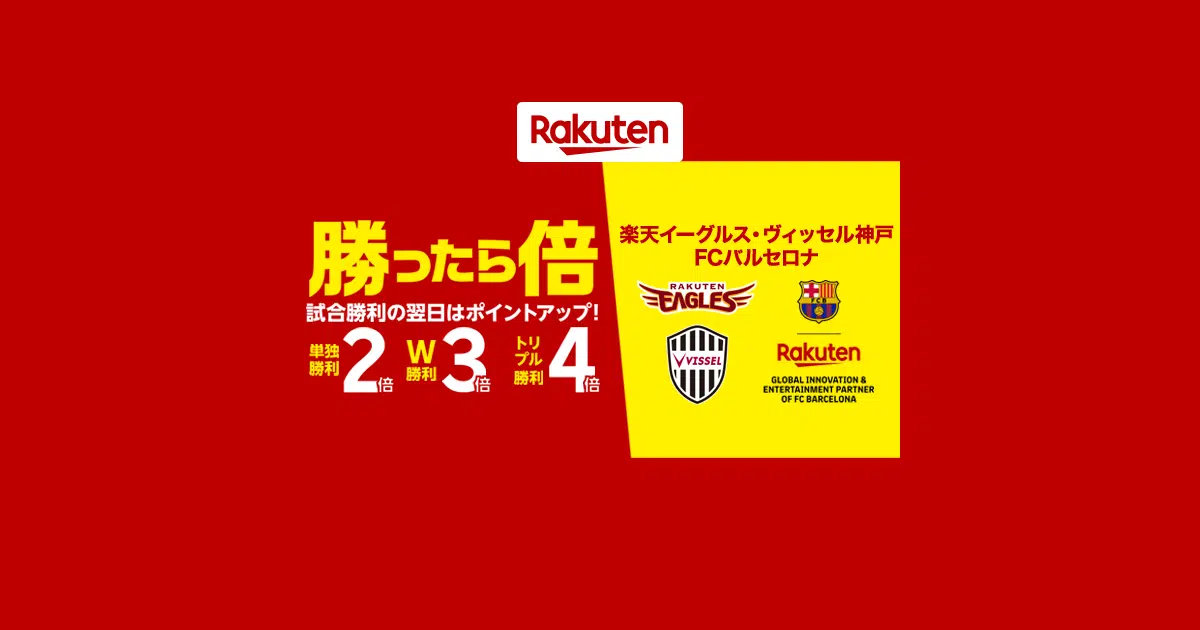 Rakuten
勝ったら倍
試合勝利の翌日はポイントアップ!
単独勝利 2倍
W勝利 3倍
トリプル勝利 4倍
楽天イーグルス・ヴィッセル神戸
FCバルセロナ
RAKUTEN
EAGLES
FCB
VISSEL
Rakuten
GLOBAL INNOVATION &
ENTERTAINMENT PARTNER
OF FC BARCELONA